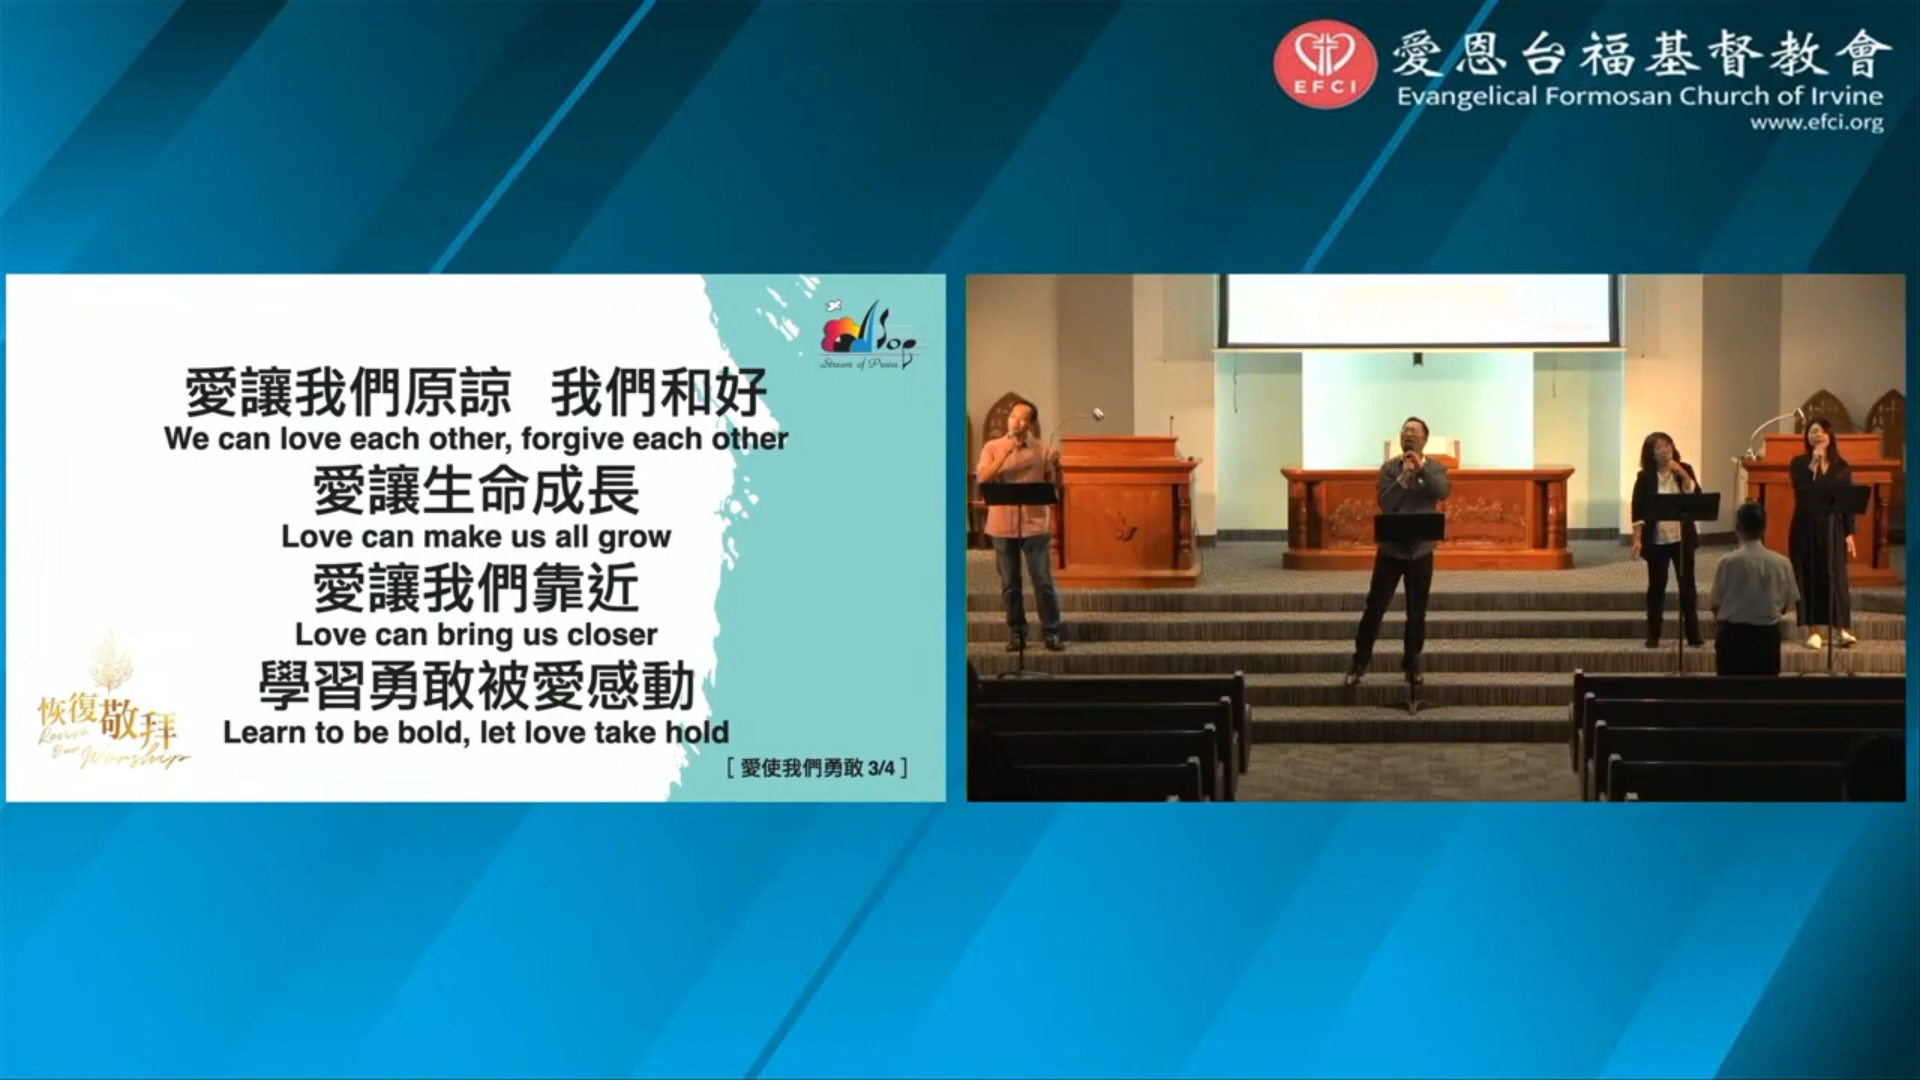 愛恩台福基督教會
EFCI
Evangelical Formosan Church of Irvine
www.efci.org
Sop
Stream of Praise
愛讓我們原諒 我們和好
We can love each other, forgive each other
愛讓生命成長
Love can make us all grow
愛讓我們靠近
Love can bring us closer
學習勇敢被愛感動
Learn to be bold, let love take hold
恢復敬拜
Revive
Our Worship
[ 愛使我們勇敢 3/4 ]